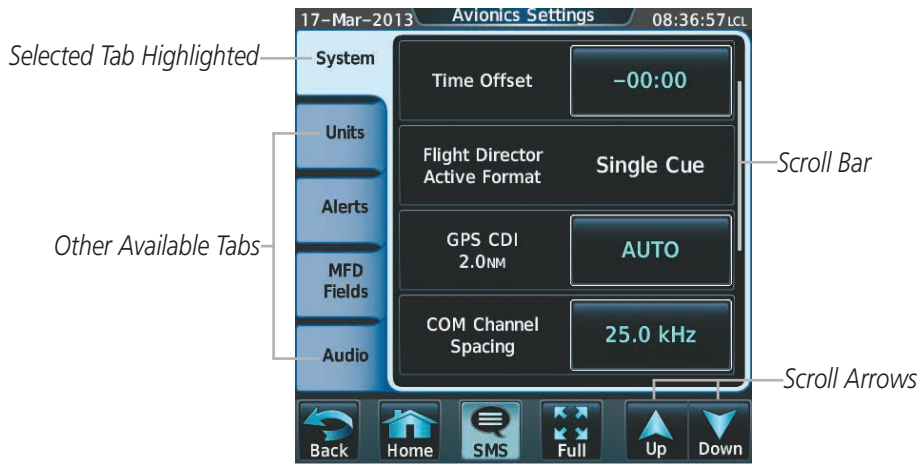 17-Mar-2013 Avionics Settings 08:36:57LCL
Selected Tab Highlighted
System
Time Offset
-00:00
Units
Flight Director
Active Format
Single Cue
Scroll Bar
Alerts
Other Available Tabs
GPS CDI
2.0NM
AUTO
MFD
Fields
COM Channel
Spacing
25.0 kHz
Audio
Scroll Arrows
Back
Home
SMS
Full
Up
Down